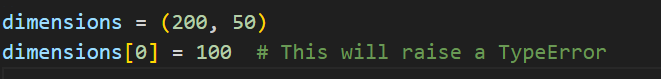 dimensions = (200, 50)
dimensions[0] = 100  # This will raise a TypeError